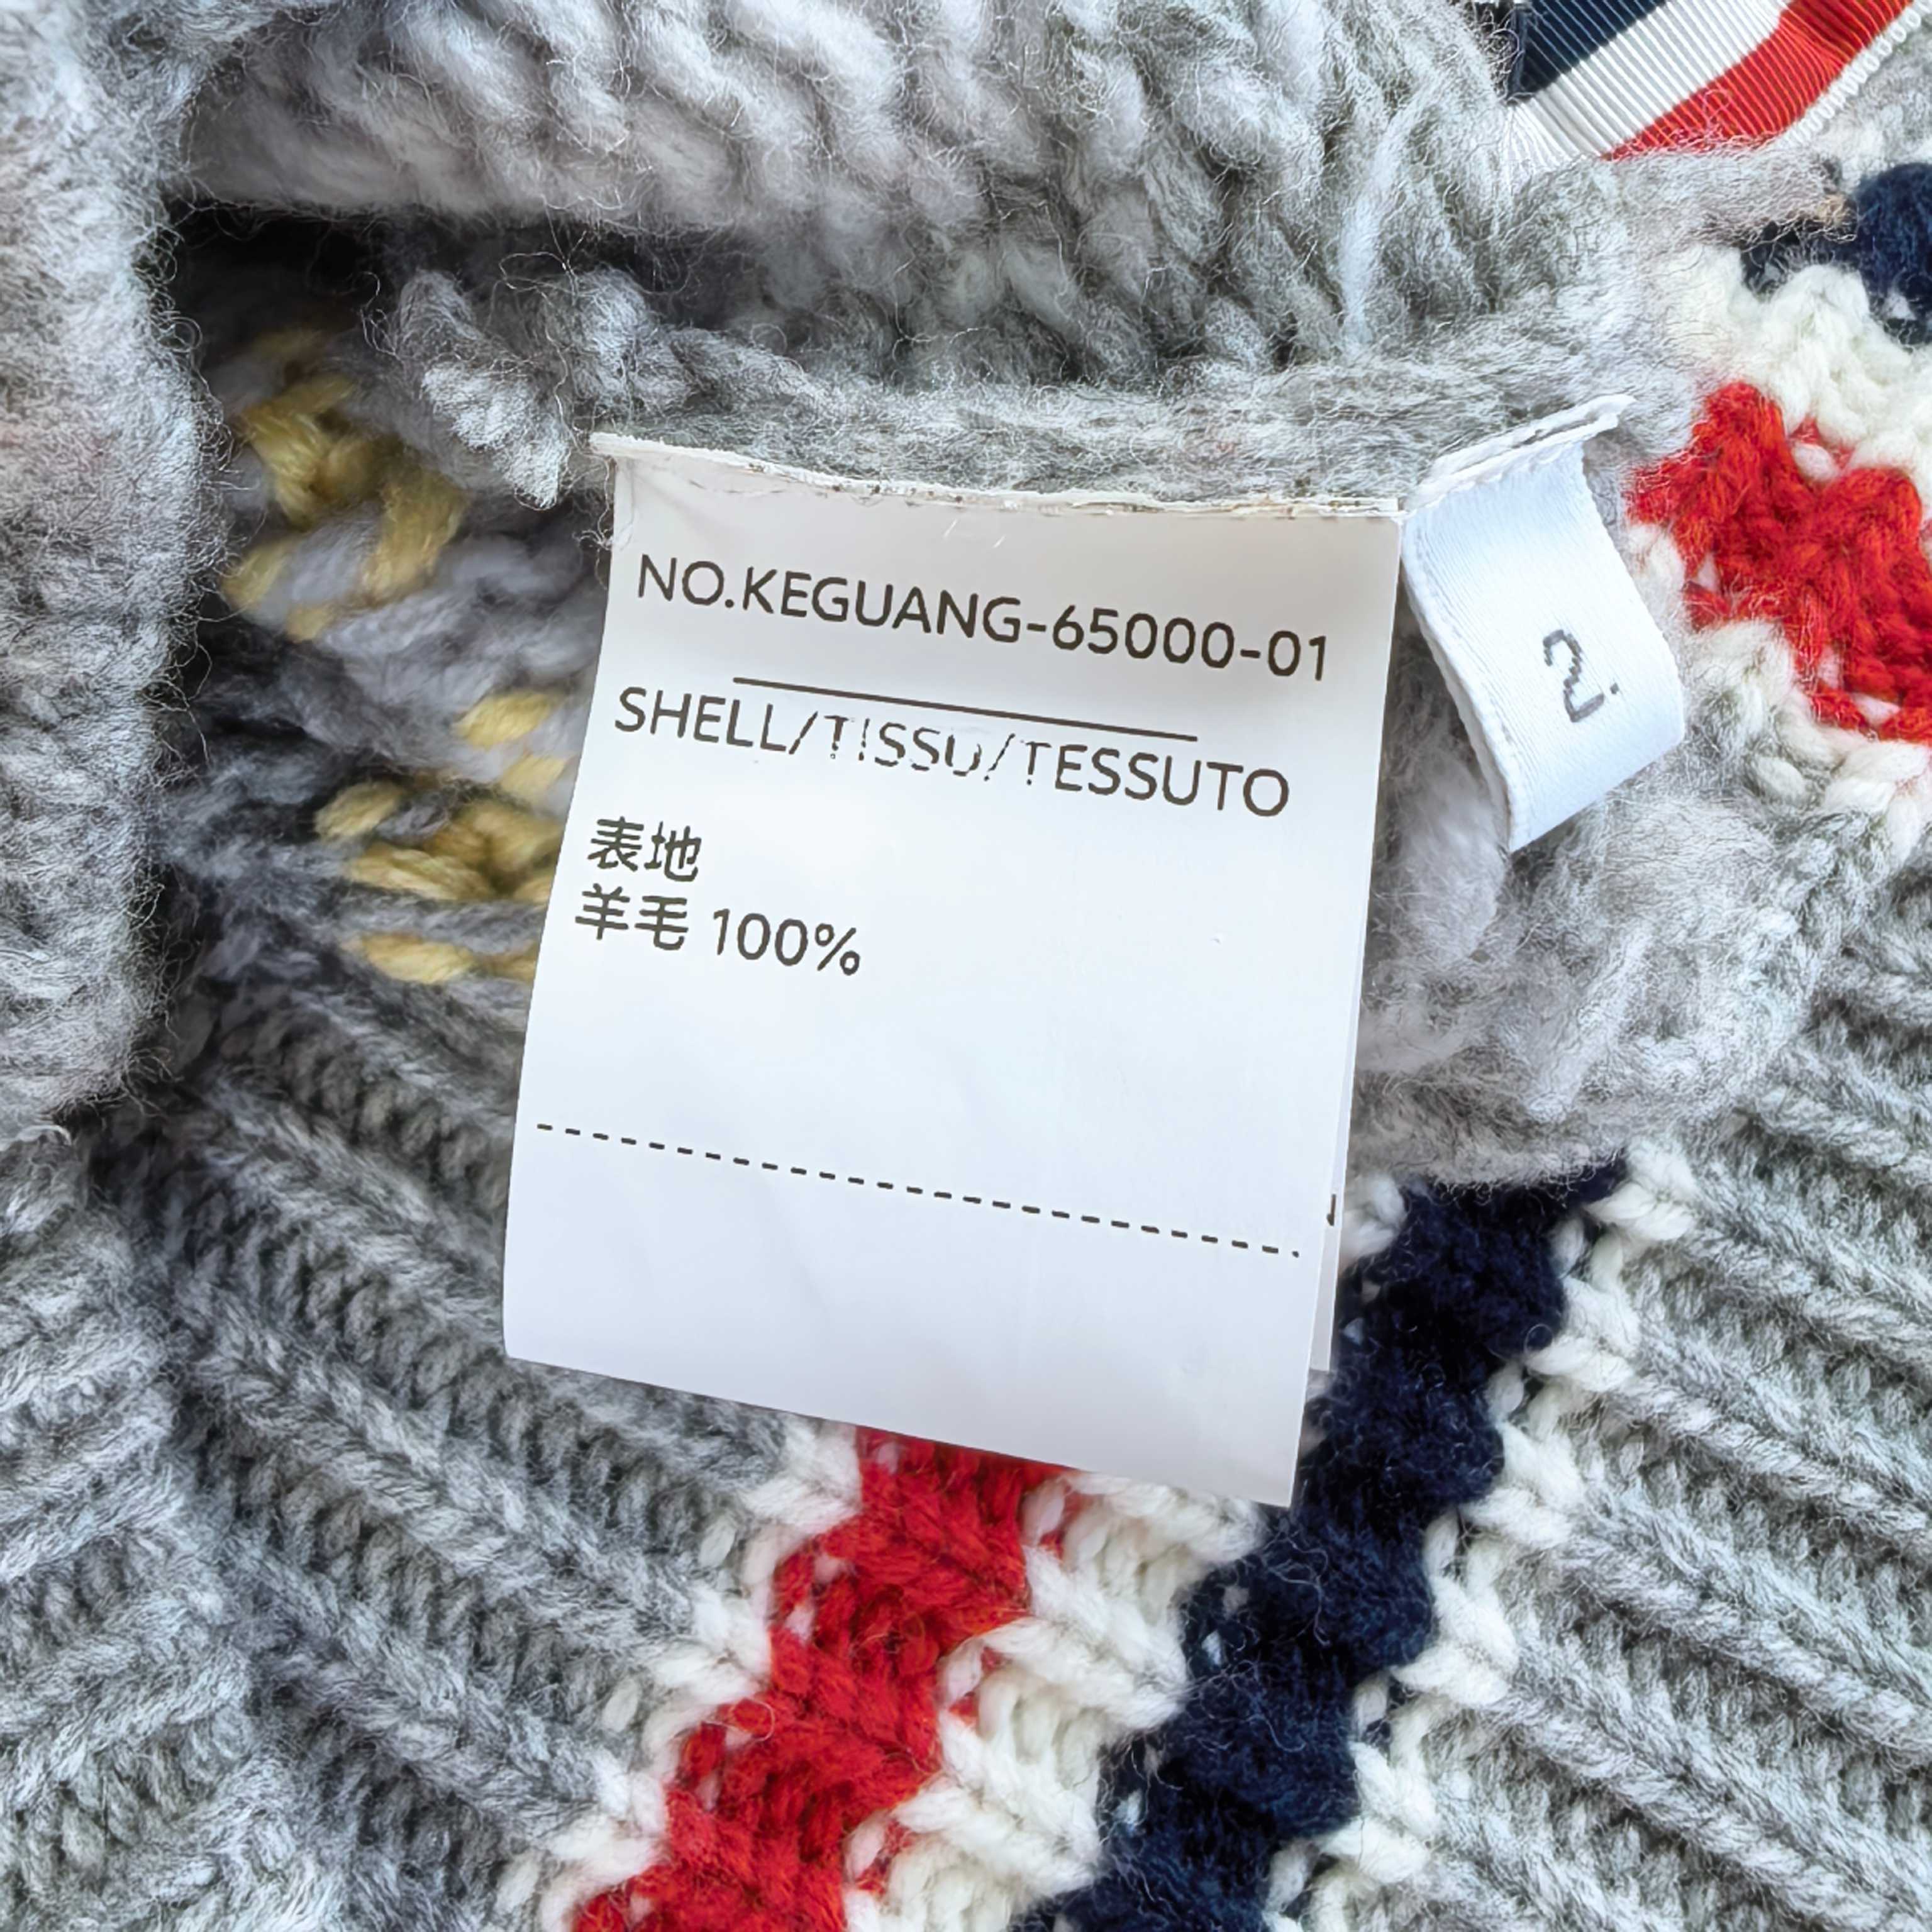 NO.KEGUANG-65000-01
SHELL/TISSU/TESSUTO
表地
羊毛 100%
2.